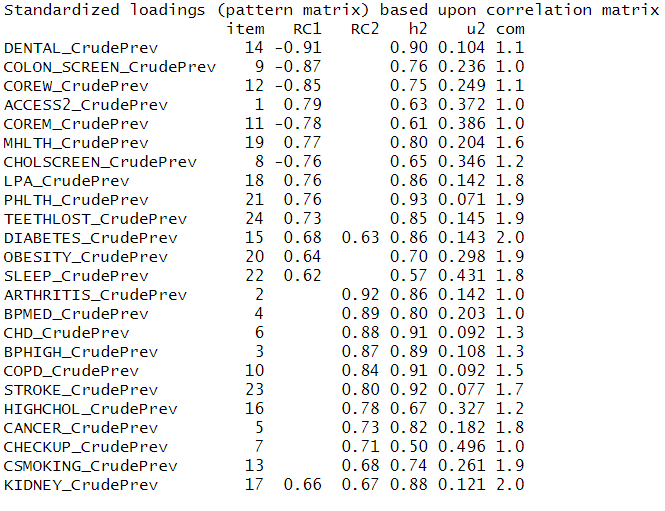 Standardized loadings (pattern matrix) based upon correlation matrix
item RC1 RC2 h2 u2 com
DENTAL_CrudePrev 14 -0.91 0.90 0.104 1.1
COLON_SCREEN_CrudePrev 9 -0.87 0.76 0.236 1.0
COREW_CrudePrev 12 -0.85 0.75 0.249 1.1
ACCESS2_CrudePrev 1 0.79 0.63 0.372 1.0
COREM_CrudePrev 11 -0.78 0.61 0.386 1.0
MHLTH_CrudePrev 19 0.77 0.80 0.204 1.6
CHOLSCREEN_CrudePrev 8 -0.76 0.65 0.346 1.2
LPA_CrudePrev 18 0.76 0.86 0.142 1.8
PHLTH_CrudePrev 21 0.76 0.93 0.071 1.9
TEETHLOST_CrudePrev 24 0.73 0.85 0.145 1.9
DIABETES_CrudePrev 15 0.68 0.63 0.86 0.143 2.0
OBESITY_CrudePrev 20 0.64 0.70 0.298 1.9
SLEEP_CrudePrev 22 0.62 0.57 0.431 1.8
ARTHRITIS_CrudePrev 2 0.92 0.86 0.142 1.0
BPMED_CrudePrev 4 0.89 0.80 0.203 1.0
CHD_CrudePrev 6 0.88 0.91 0.092 1.3
BPHIGH_CrudePrev 3 0.87 0.89 0.108 1.3
COPD_CrudePrev 10 0.84 0.91 0.092 1.5
STROKE_CrudePrev 23 0.80 0.92 0.077 1.7
HIGHCHOL_CrudePrev 16 0.78 0.67 0.327 1.2
CANCER_CrudePrev 5 0.73 0.82 0.182 1.8
CHECKUP_CrudePrev 7 0.71 0.50 0.496 1.0
CSMOKING_CrudePrev 13 0.68 0.74 0.261 1.9
KIDNEY_CrudePrev 17 0.66 0.67 0.88 0.121 2.0